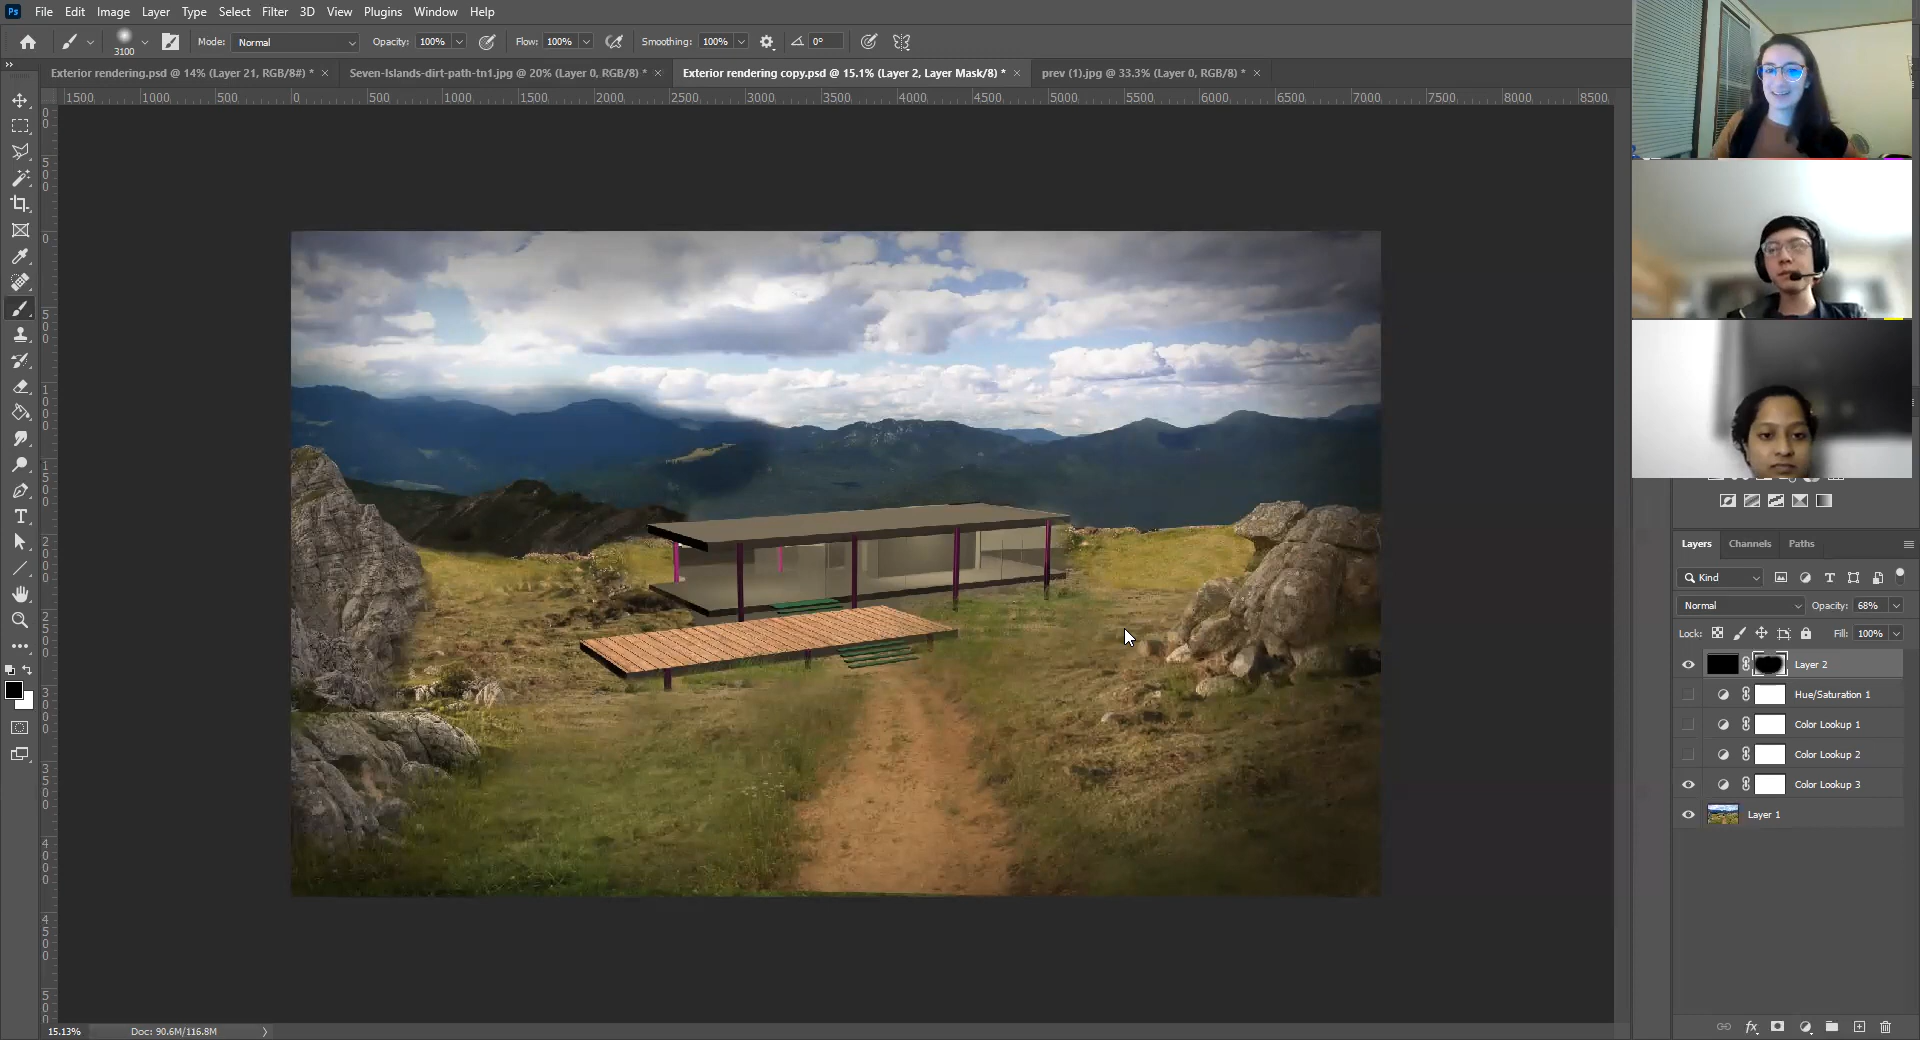 Ps File Edit Image Layer Type Select Filter 3D View Plugins Window Help
3100 Mode: Normal Opacity: 100% Flow: 100% Smoothing: 100% 0°
Exterior rendering.psd @ 14% (Layer 21, RGB/8#) * × Seven-Islands-dirt-path-tn1.jpg @ 20% (Layer 0, RGB/8) * × Exterior rendering copy.psd @ 15.1% (Layer 2, Layer Mask/8) * × prev (1).jpg @ 33.3% (Layer 0, RGB/8) * ×
1500 1000 500 0 500 1000 1500 2000 2500 3000 3500 4000 4500 5000 5500 6000 6500 7000 7500 8000 8500
Layers Channels Paths
Kind
Normal Opacity: 68%
Lock: Fill: 100%
Layer 2
Hue/Saturation 1
Color Lookup 1
Color Lookup 2
Color Lookup 3
Layer 1
15.13% Doc: 90.6M/116.8M